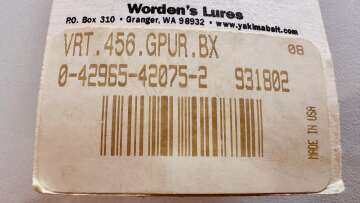 Worden's Lures
P.O. Box 310 • Granger, WA 98932 • www.yakimabait.com
VRT.456.GPUR.BX 08
0-42965-42075-2 931802
MADE IN USA